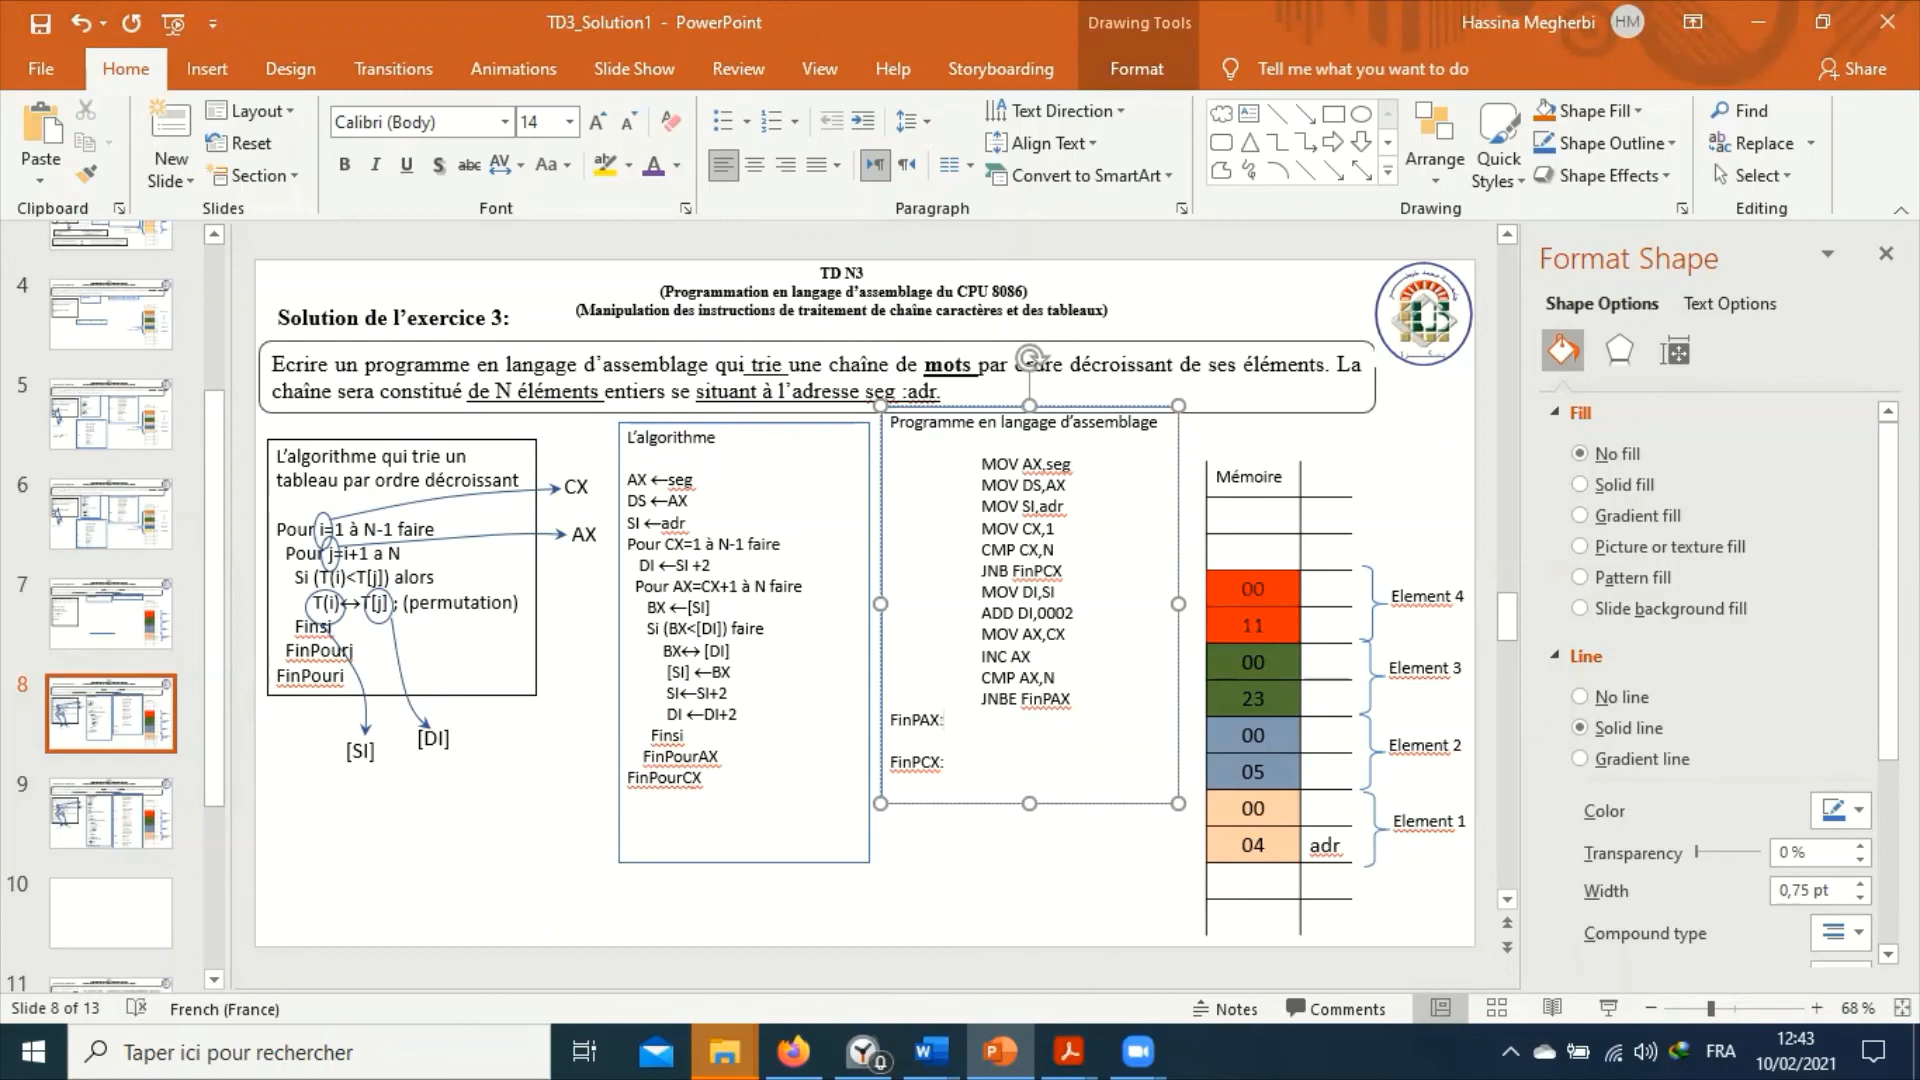 TD3_Solution1 - PowerPoint
Drawing Tools
Hassina Megherbi
HM
File
Home
Insert
Design
Transitions
Animations
Slide Show
Review
View
Help
Storyboarding
Format
Tell me what you want to do
Share
Paste
Clipboard
New Slide
Layout
Reset
Section
Slides
Calibri (Body)
14
Font
Text Direction
Align Text
Convert to SmartArt
Paragraph
Arrange
Quick Styles
Shape Fill
Shape Outline
Shape Effects
Drawing
Find
Replace
Select
Editing
4
5
6
7
8
9
10
11
TD N3
(Programmation en langage d'assemblage du CPU 8086)
(Manipulation des instructions de traitement de chaîne caractères et des tableaux)
Solution de l'exercice 3:
Ecrire un programme en langage d'assemblage qui trie une chaîne de mots par ordre décroissant de ses éléments. La
chaîne sera constitué de N éléments entiers se situant à l'adresse seg :adr.
L'algorithme qui trie un
tableau par ordre décroissant
Pour i=1 à N-1 faire
Pour j=i+1 a N
Si (T(i)<T[j]) alors
T(i)↔T[j] ; (permutation)
Finsi
FinPourj
FinPouri
CX
AX
[SI]
[DI]
L'algorithme
AX ←seg
DS ←AX
SI ←adr
Pour CX=1 à N-1 faire
DI ←SI +2
Pour AX=CX+1 à N faire
BX ←[SI]
Si (BX<[DI]) faire
BX↔ [DI]
[SI] ←BX
SI←SI+2
DI ←DI+2
Finsi
FinPourAX
FinPourCX
Programme en langage d'assemblage
MOV AX,seg
MOV DS,AX
MOV SI,adr
MOV CX,1
CMP CX,N
JNB FinPCX
MOV DI,SI
ADD DI,0002
MOV AX,CX
INC AX
CMP AX,N
JNBE FinPAX
FinPAX:
FinPCX:
Mémoire
00
11
00
23
00
05
00
04
adr
Element 4
Element 3
Element 2
Element 1
Format Shape
Shape Options
Text Options
Fill
No fill
Solid fill
Gradient fill
Picture or texture fill
Pattern fill
Slide background fill
Line
No line
Solid line
Gradient line
Color
Transparency
0 %
Width
0,75 pt
Compound type
Slide 8 of 13
French (France)
Notes
Comments
68 %
Taper ici pour rechercher
FRA
12:43
10/02/2021